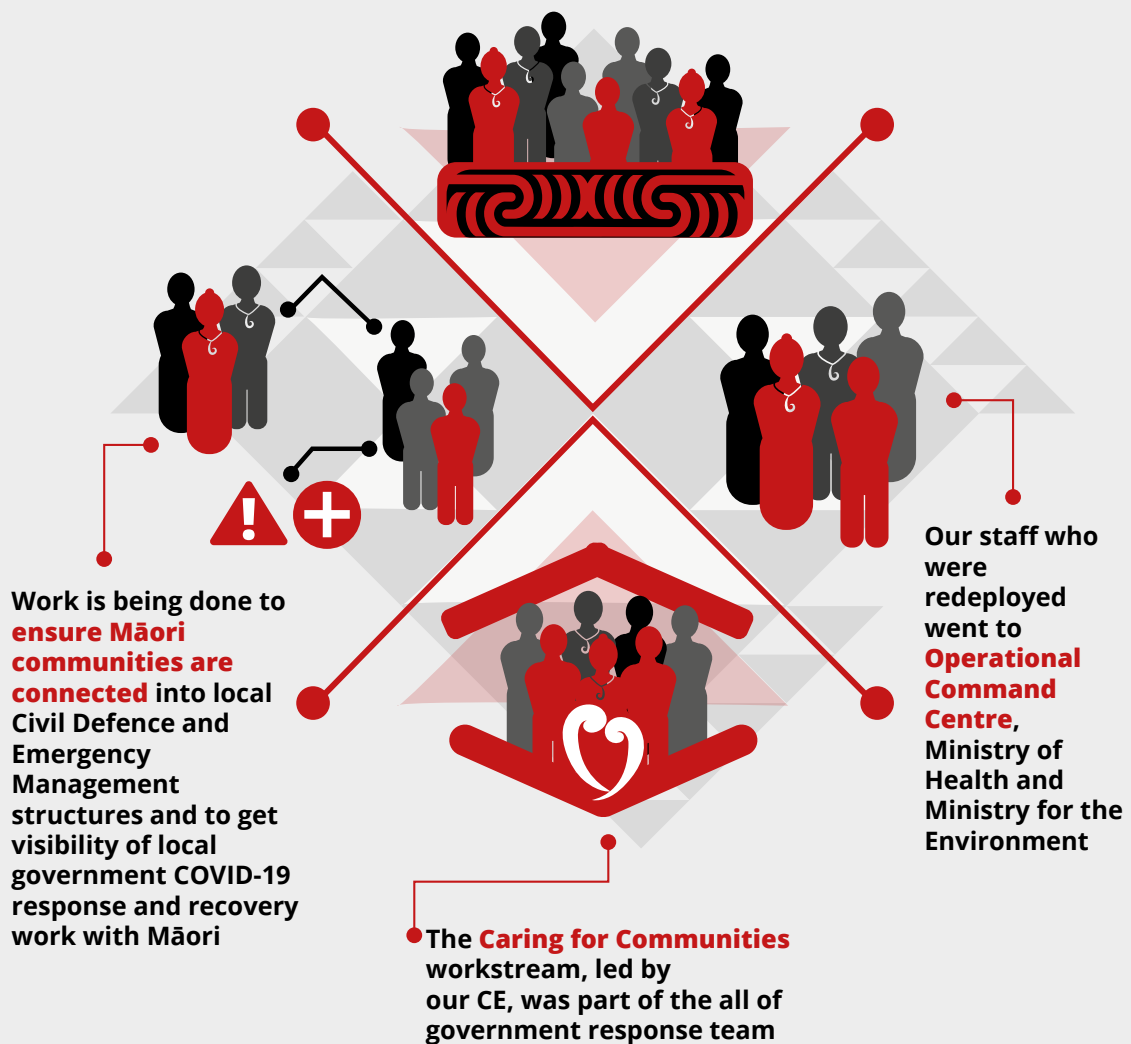 Work is being done to
ensure Māori
communities are
connected into local
Civil Defence and
Emergency
Management
structures and to get
visibility of local
government COVID-19
response and recovery
work with Māori
The Caring for Communities
workstream, led by
our CE, was part of the all of
government response team
Our staff who
were
redeployed
went to
Operational
Command
Centre,
Ministry of
Health and
Ministry for the
Environment